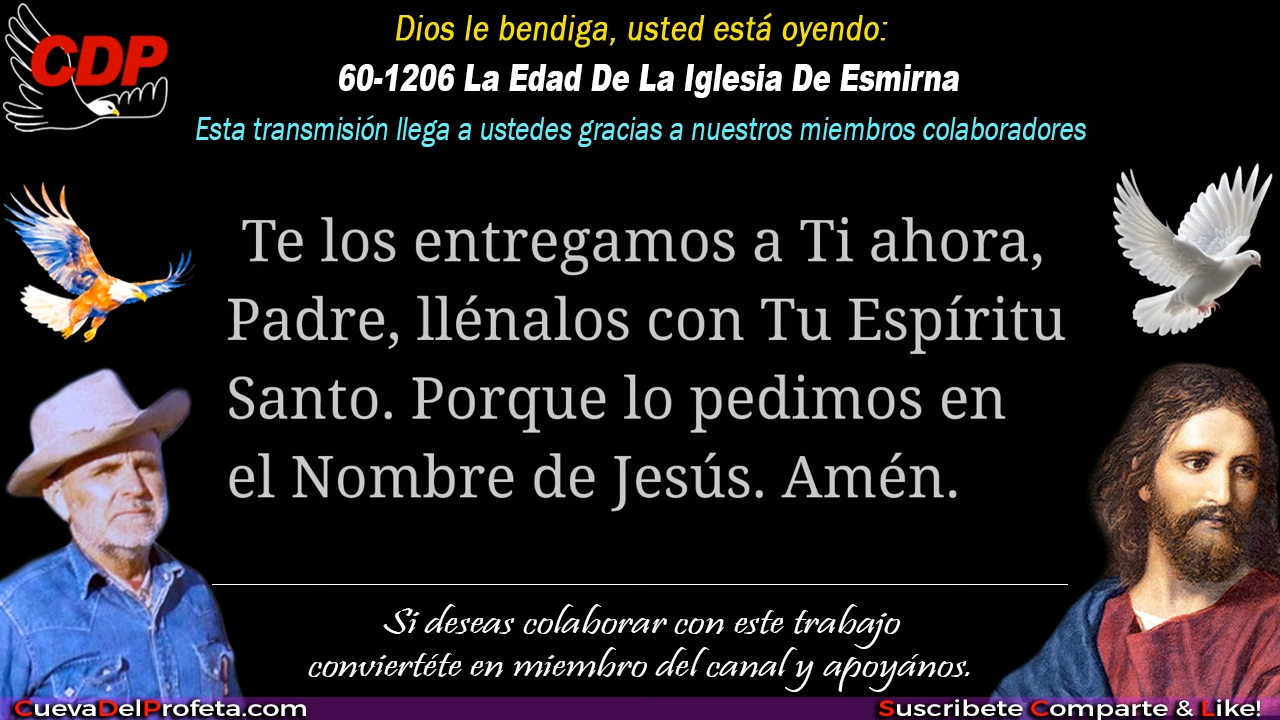 CDP
Dios le bendiga, usted está oyendo:
60-1206 La Edad De La Iglesia De Esmirna
Esta transmisión llega a ustedes gracias a nuestros miembros colaboradores
Te los entregamos a Ti ahora,
Padre, llénalos con Tu Espíritu
Santo. Porque lo pedimos en
el Nombre de Jesús. Amén.
Si deseas colaborar con este trabajo
conviertéte en miembro del canal y apoyános.
CuevaDelProfeta.com
Suscribete Comparte & Like!